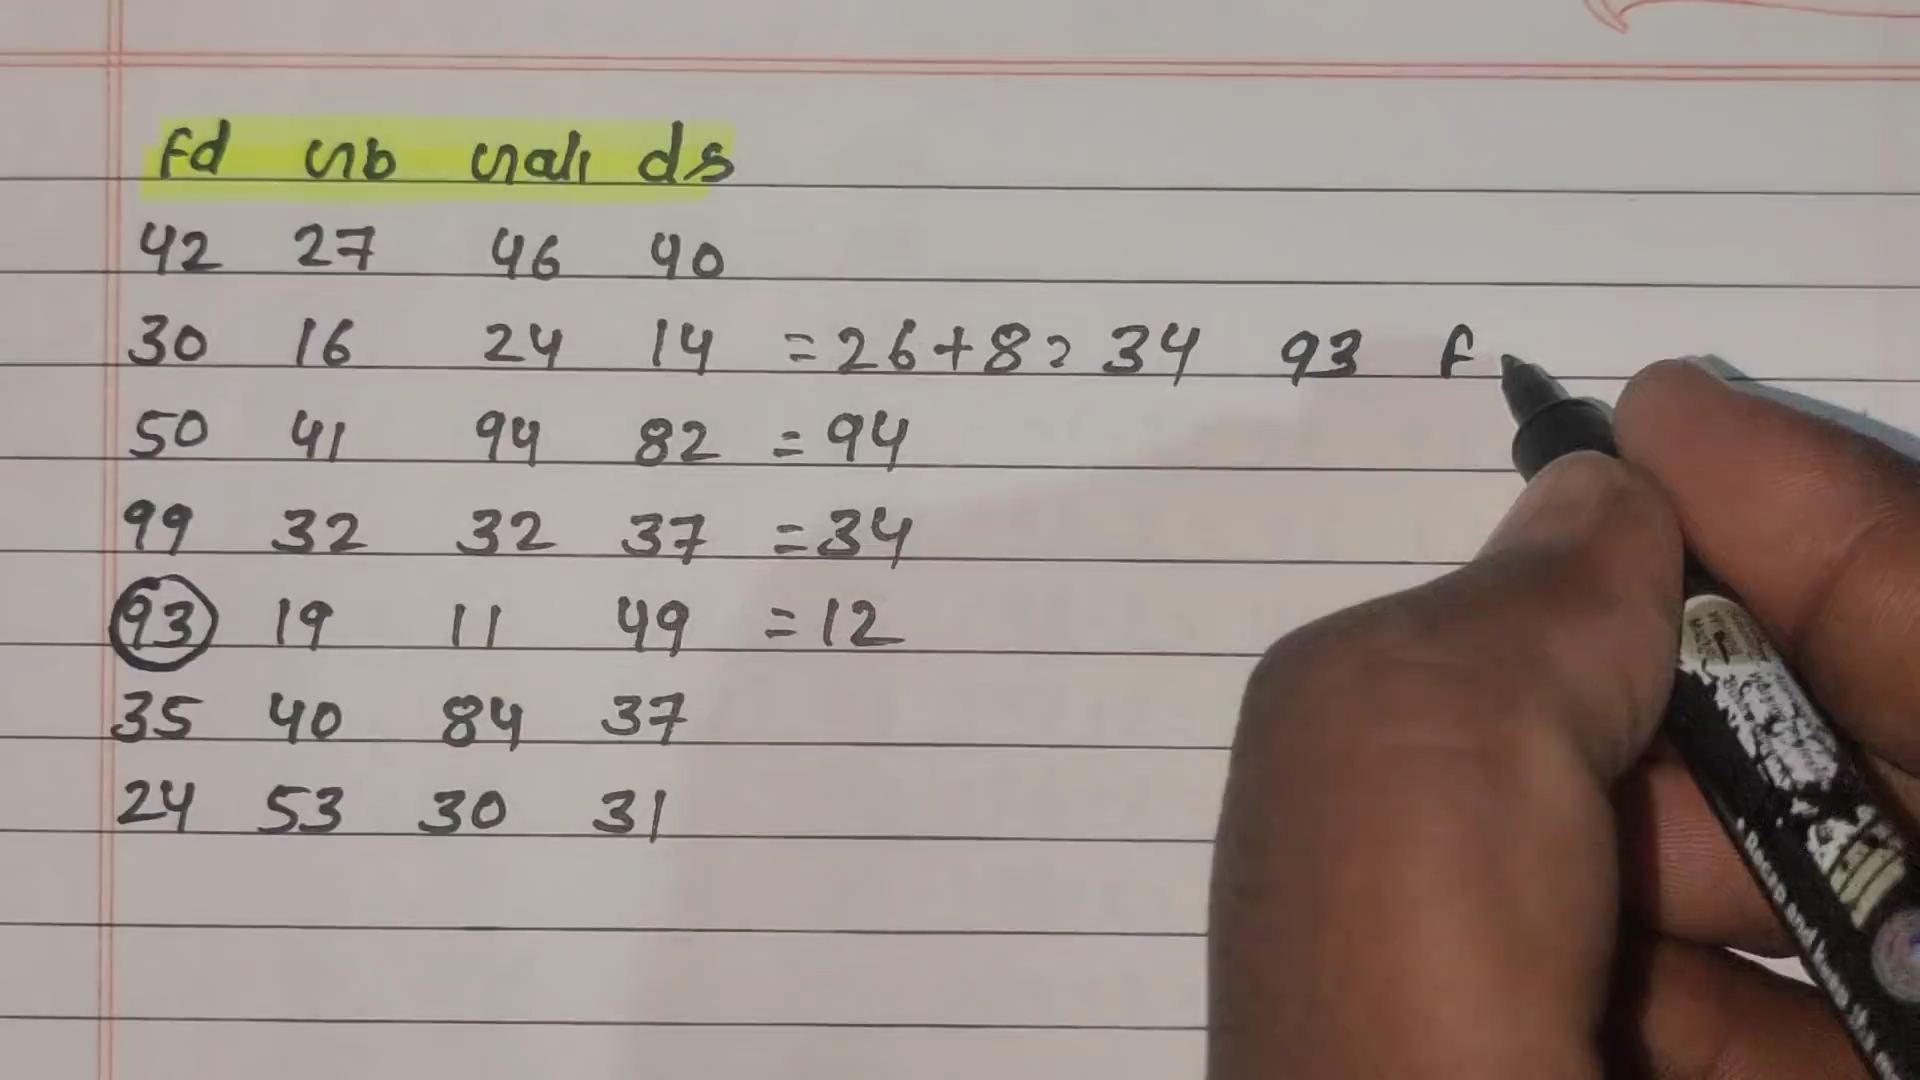 Fd gb gali ds
42 27 46 40
30 16 24 14 =26+8= 34 93 f
50 41 94 82 =94
99 32 32 37 =34
93 19 11 49 =12
35 40 84 37
24 53 30 31